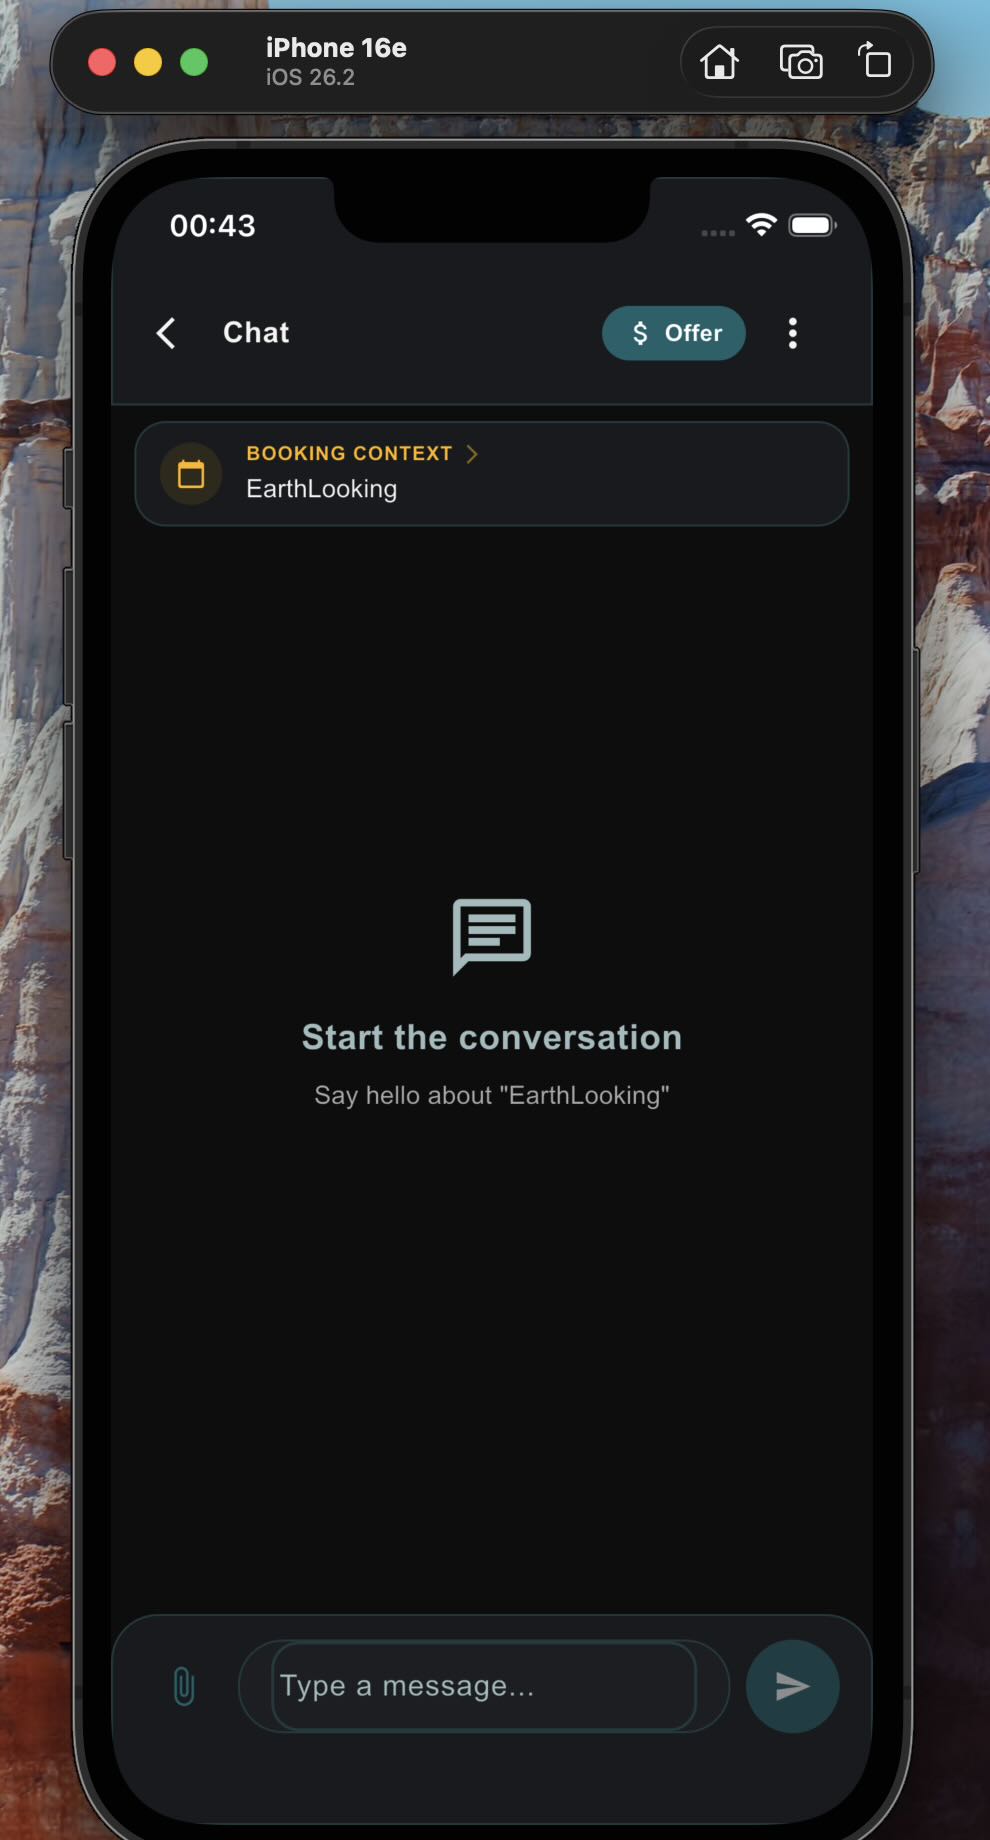 iPhone 16e
iOS 26.2
00:43
Chat
$ Offer
BOOKING CONTEXT
EarthLooking
Start the conversation
Say hello about "EarthLooking"
Type a message...